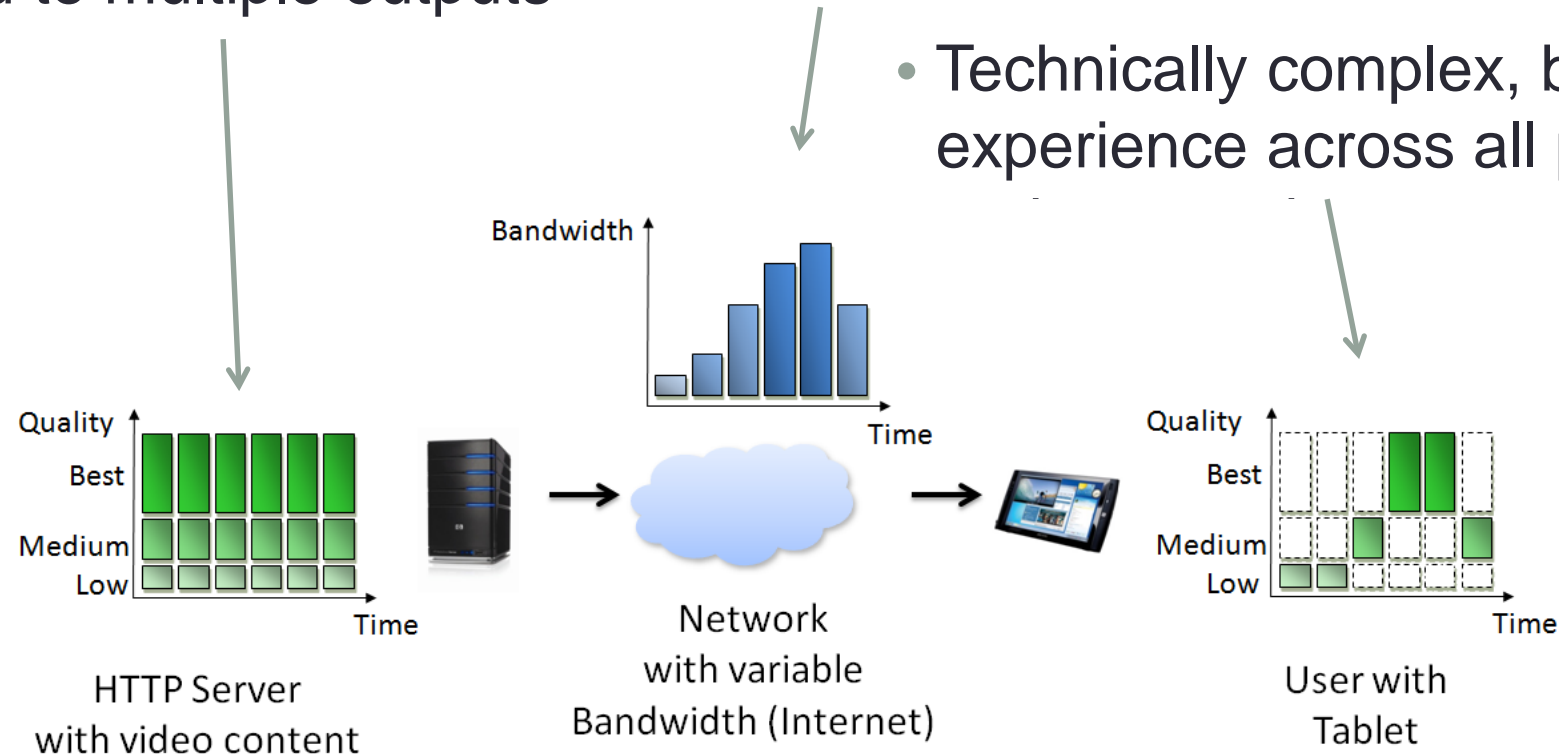 to multiple outputs
• Technically complex, b
experience across all
Bandwidth
Time
Quality
Best
Medium
Low
Time
HTTP Server
with video content
Network
with variable
Bandwidth (Internet)
Quality
Best
Medium
Low
Time
User with
Tablet